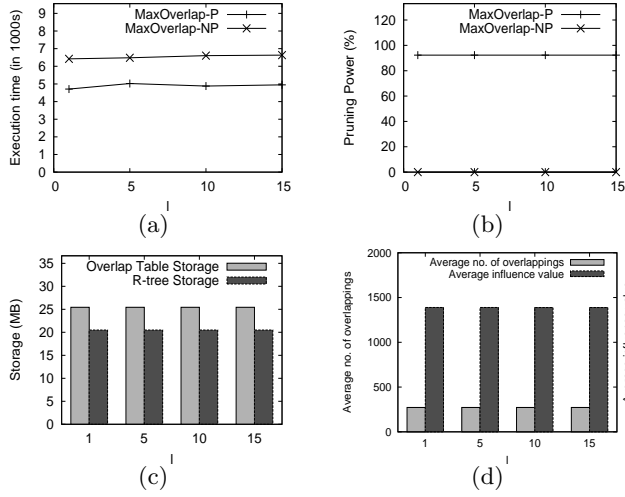 MaxOverlap-P
MaxOverlap-NP
Execution time (in 1000s)
9
8
7
6
5
4
3
2
1
0
0 5 10 15
l
(a)
MaxOverlap-P
MaxOverlap-NP
Pruning Power (%)
120
100
80
60
40
20
0
0 5 10 15
l
(b)
Overlap Table Storage
R-tree Storage
Storage (MB)
35
30
25
20
15
10
5
0
1 5 10 15
l
(c)
Average no. of overlappings
Average influence value
Average no. of overlappings
2000
1500
1000
500
0
1 5 10 15
l
(d)